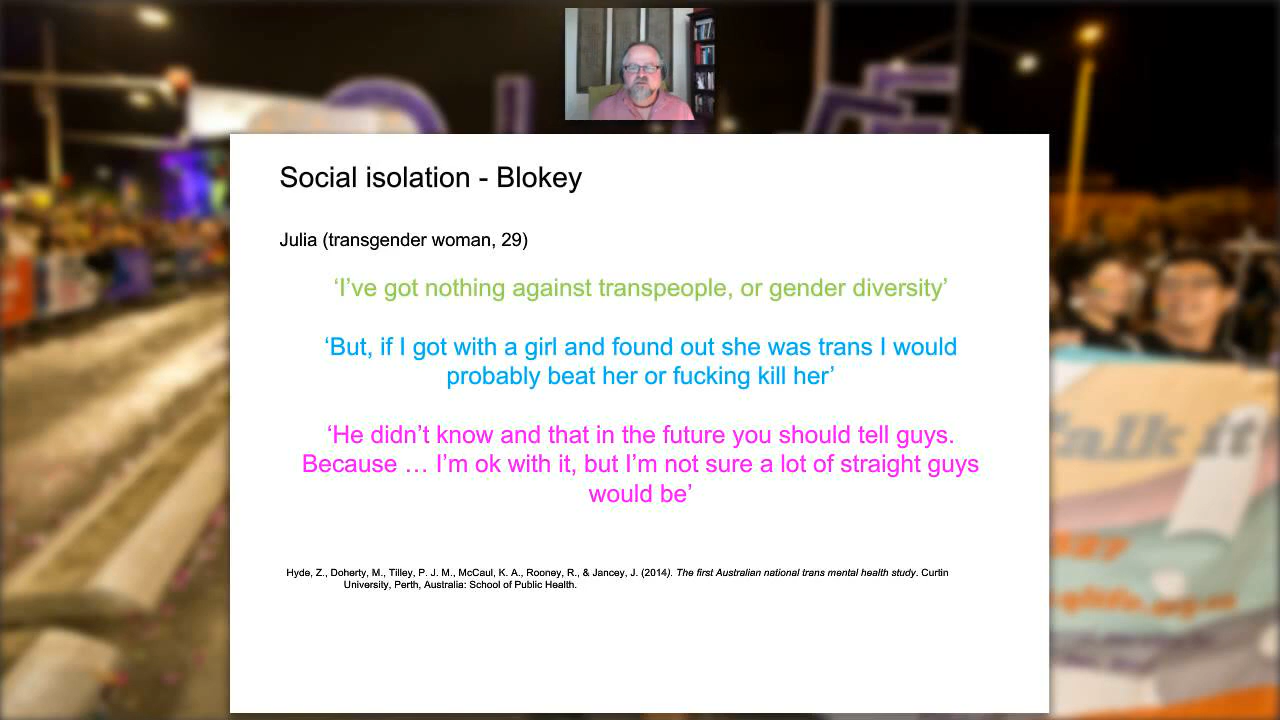 Social isolation - Blokey
Julia (transgender woman, 29)
‘I’ve got nothing against transpeople, or gender diversity’
‘But, if I got with a girl and found out she was trans I would
probably beat her or fucking kill her’
‘He didn’t know and that in the future you should tell guys.
Because … I’m ok with it, but I’m not sure a lot of straight guys
would be’
Hyde, Z., Doherty, M., Tilley, P. J. M., McCaul, K. A., Rooney, R., & Jancey, J. (2014). The first Australian national trans mental health study. Curtin
University, Perth, Australia: School of Public Health.
alk it